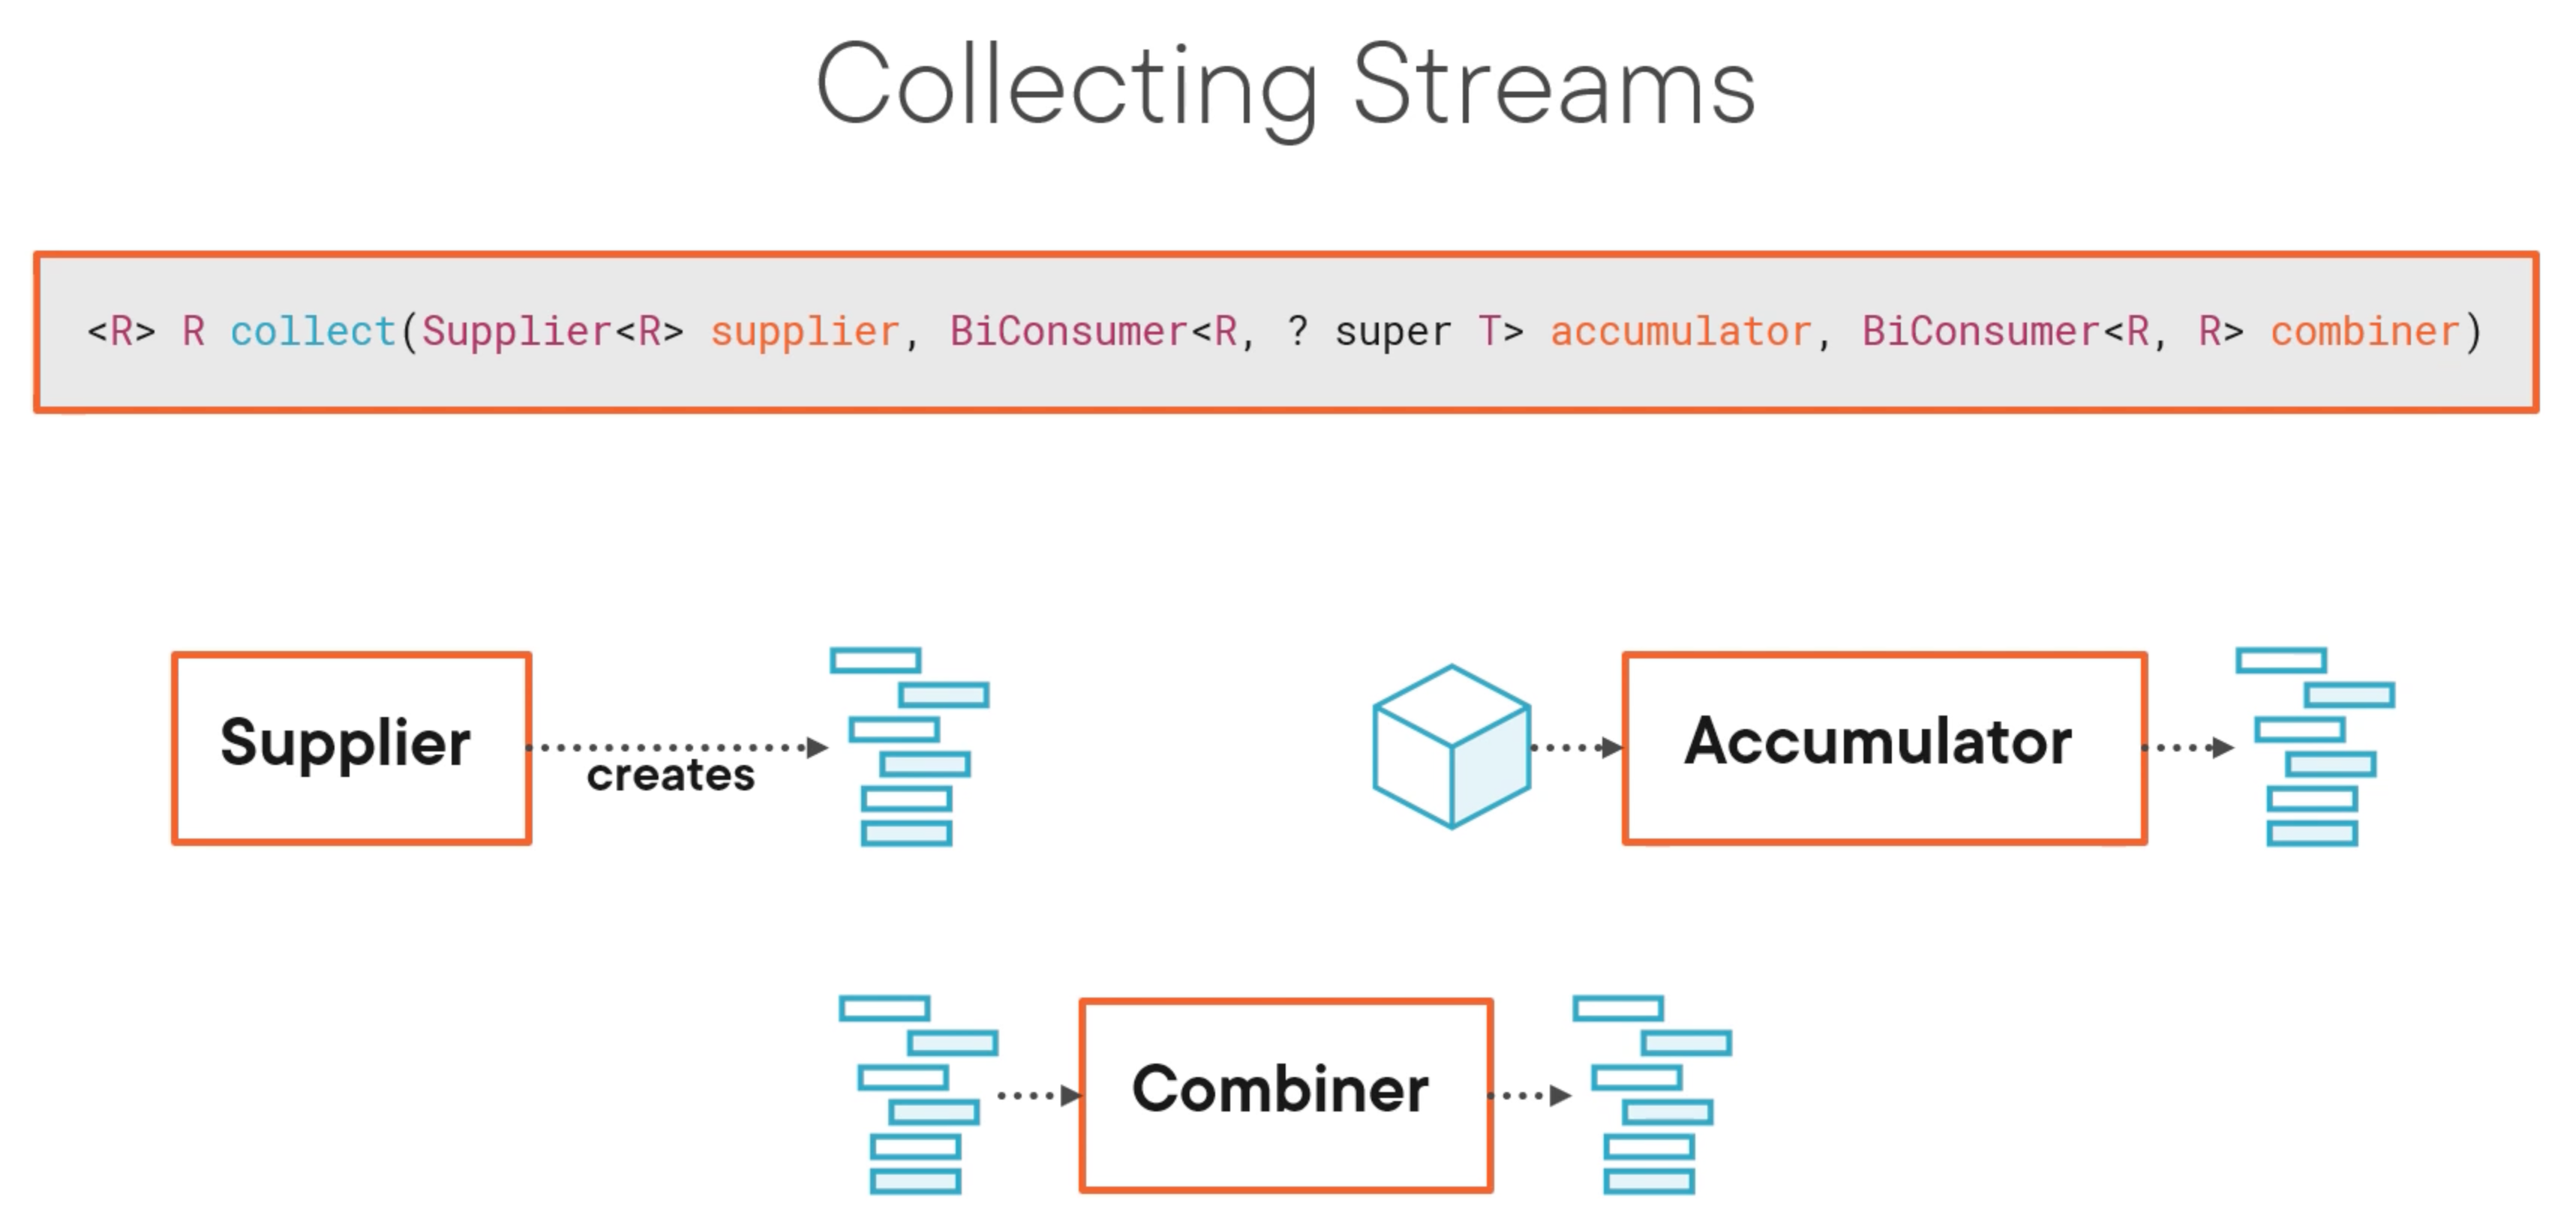 Collecting Streams
<R> R collect(Supplier<R> supplier, BiConsumer<R, ? super T> accumulator, BiConsumer<R, R> combiner)
Supplier
creates
Accumulator
Combiner